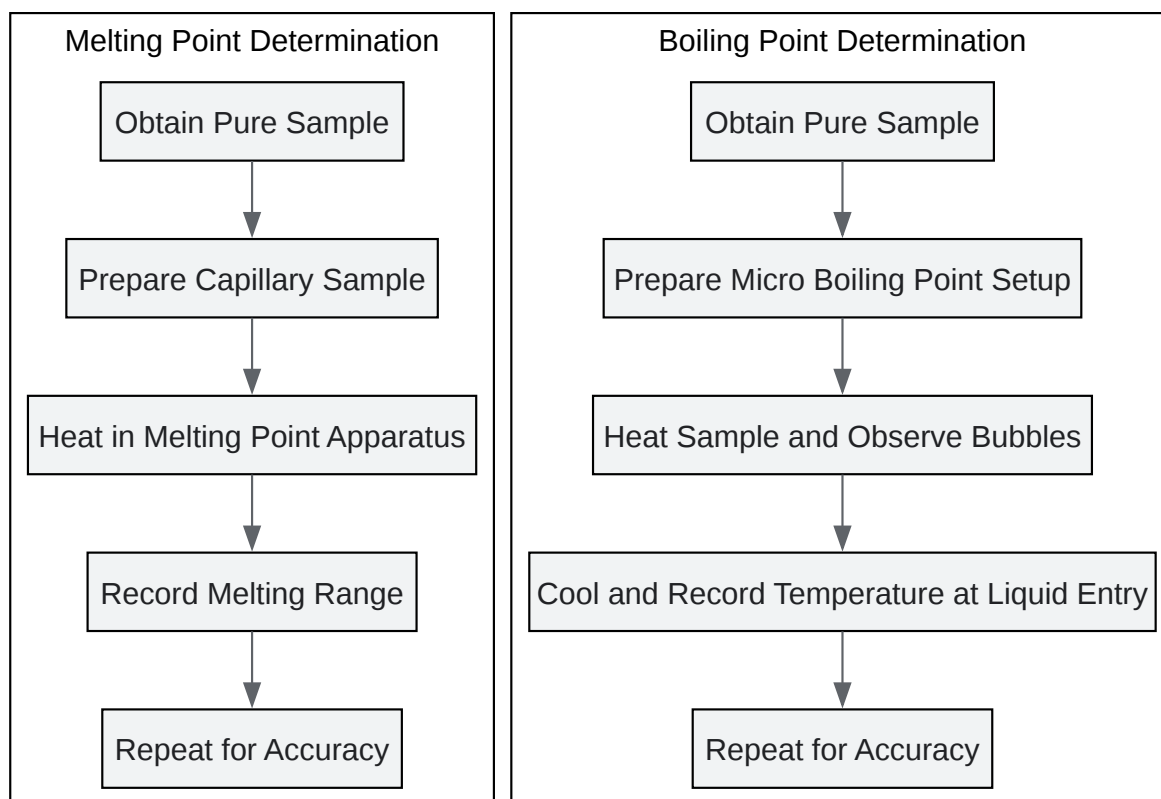 Melting Point Determination
Obtain Pure Sample
Prepare Capillary Sample
Heat in Melting Point Apparatus
Record Melting Range
Repeat for Accuracy
Boiling Point Determination
Obtain Pure Sample
Prepare Micro Boiling Point Setup
Heat Sample and Observe Bubbles
Cool and Record Temperature at Liquid Entry
Repeat for Accuracy